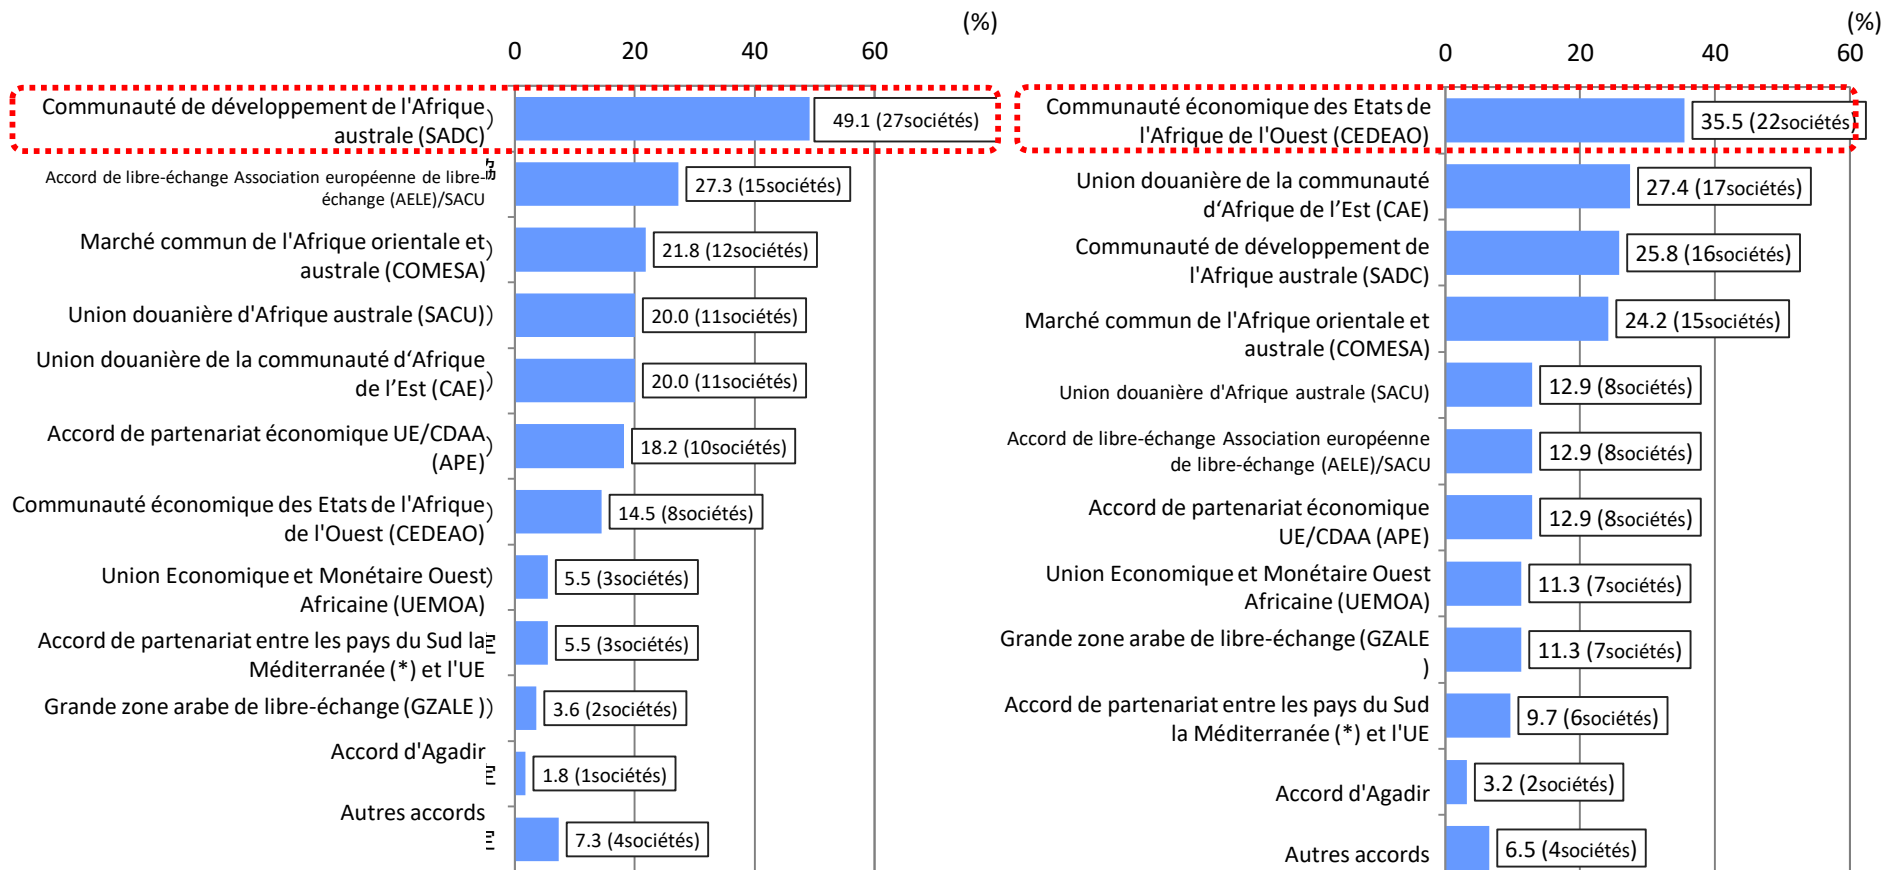 (%)
0 20 40 60
Communauté de développement de l'Afrique
australe (SADC)
49.1 (27sociétés)
Accord de libre-échange Association européenne de libre-
échange (AELE)/SACU
27.3 (15sociétés)
Marché commun de l'Afrique orientale et
australe (COMESA)
21.8 (12sociétés)
Union douanière d'Afrique australe (SACU)
20.0 (11sociétés)
Union douanière de la communauté d‘Afrique
de l’Est (CAE)
20.0 (11sociétés)
Accord de partenariat économique UE/CDAA
(APE)
18.2 (10sociétés)
Communauté économique des Etats de l'Afrique
de l'Ouest (CEDEAO)
14.5 (8sociétés)
Union Economique et Monétaire Ouest
Africaine (UEMOA)
5.5 (3sociétés)
Accord de partenariat entre les pays du Sud la
Méditerranée (*) et l'UE
5.5 (3sociétés)
Grande zone arabe de libre-échange (GZALE )
3.6 (2sociétés)
Accord d'Agadir
1.8 (1sociétés)
Autres accords
7.3 (4sociétés)
(%)
0 20 40 60
Communauté économique des Etats de
l'Afrique de l'Ouest (CEDEAO)
35.5 (22sociétés)
Union douanière de la communauté
d‘Afrique de l’Est (CAE)
27.4 (17sociétés)
Communauté de développement de
l'Afrique australe (SADC)
25.8 (16sociétés)
Marché commun de l'Afrique orientale et
australe (COMESA)
24.2 (15sociétés)
Union douanière d'Afrique australe (SACU)
12.9 (8sociétés)
Accord de libre-échange Association européenne
de libre-échange (AELE)/SACU
12.9 (8sociétés)
Accord de partenariat économique
UE/CDAA (APE)
12.9 (8sociétés)
Union Economique et Monétaire Ouest
Africaine (UEMOA)
11.3 (7sociétés)
Grande zone arabe de libre-échange (GZALE
)
11.3 (7sociétés)
Accord de partenariat entre les pays du Sud
la Méditerranée (*) et l'UE
9.7 (6sociétés)
Accord d'Agadir
3.2 (2sociétés)
Autres accords
6.5 (4sociétés)